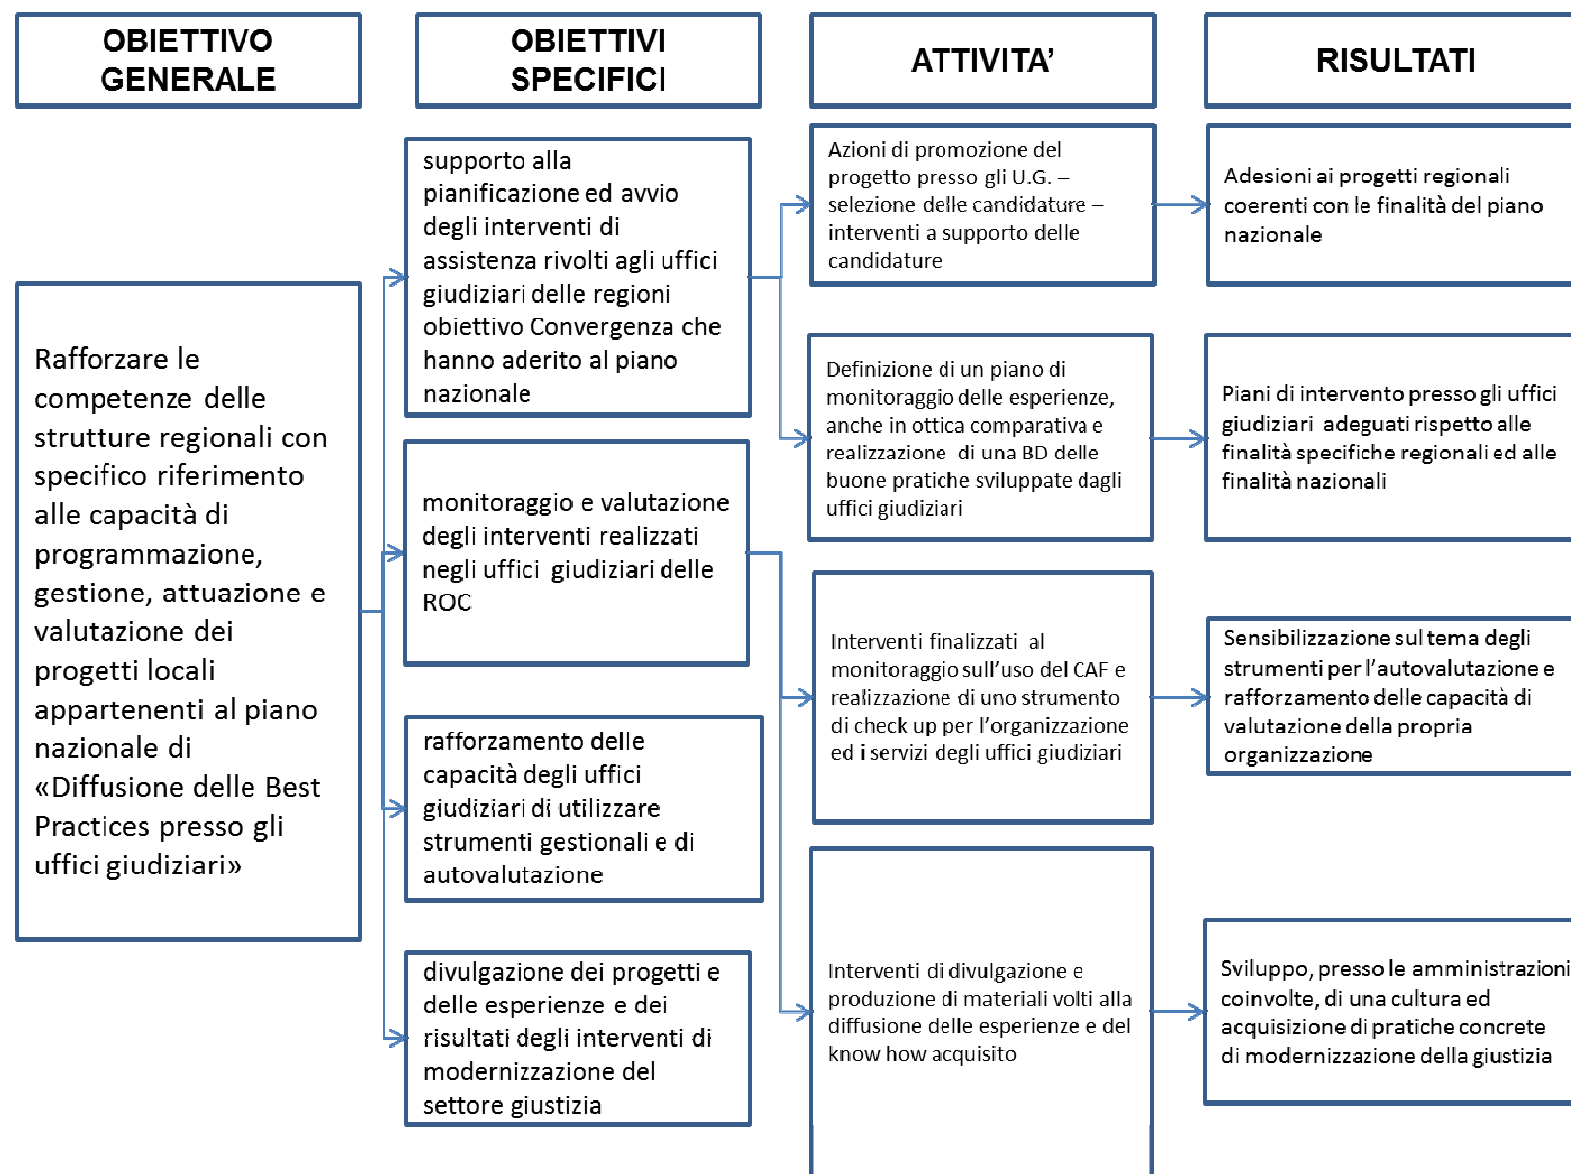 OBIETTIVO
GENERALE
OBIETTIVI
SPECIFICI
ATTIVITA’
RISULTATI
Rafforzare le
competenze delle
strutture regionali con
specifico riferimento
alle capacità di
programmazione,
gestione, attuazione e
valutazione dei
progetti locali
appartenenti al piano
nazionale di
«Diffusione delle Best
Practices presso gli
uffici giudiziari»
supporto alla
pianificazione ed avvio
degli interventi di
assistenza rivolti agli uffici
giudiziari delle regioni
obiettivo Convergenza che
hanno aderito al piano
nazionale
monitoraggio e valutazione
degli interventi realizzati
negli uffici giudiziari delle
ROC
rafforzamento delle
capacità degli uffici
giudiziari di utilizzare
strumenti gestionali e di
autovalutazione
divulgazione dei progetti e
delle esperienze e dei
risultati degli interventi di
modernizzazione del
settore giustizia
Azioni di promozione del
progetto presso gli U.G. –
selezione delle candidature –
interventi a supporto delle
candidature
Definizione di un piano di
monitoraggio delle esperienze,
anche in ottica comparativa e
realizzazione di una BD delle
buone pratiche sviluppate dagli
uffici giudiziari
Interventi finalizzati al
monitoraggio sull’uso del CAF e
realizzazione di uno strumento
di check up per l’organizzazione
ed i servizi degli uffici giudiziari
Interventi di divulgazione e
produzione di materiali volti alla
diffusione delle esperienze e del
know how acquisito
Adesioni ai progetti regionali
coerenti con le finalità del piano
nazionale
Piani di intervento presso gli uffici
giudiziari adeguati rispetto alle
finalità specifiche regionali ed alle
finalità nazionali
Sensibilizzazione sul tema degli
strumenti per l’autovalutazione e
rafforzamento delle capacità di
valutazione della propria
organizzazione
Sviluppo, presso le amministrazioni
coinvolte, di una cultura ed
acquisizione di pratiche concrete
di modernizzazione della giustizia